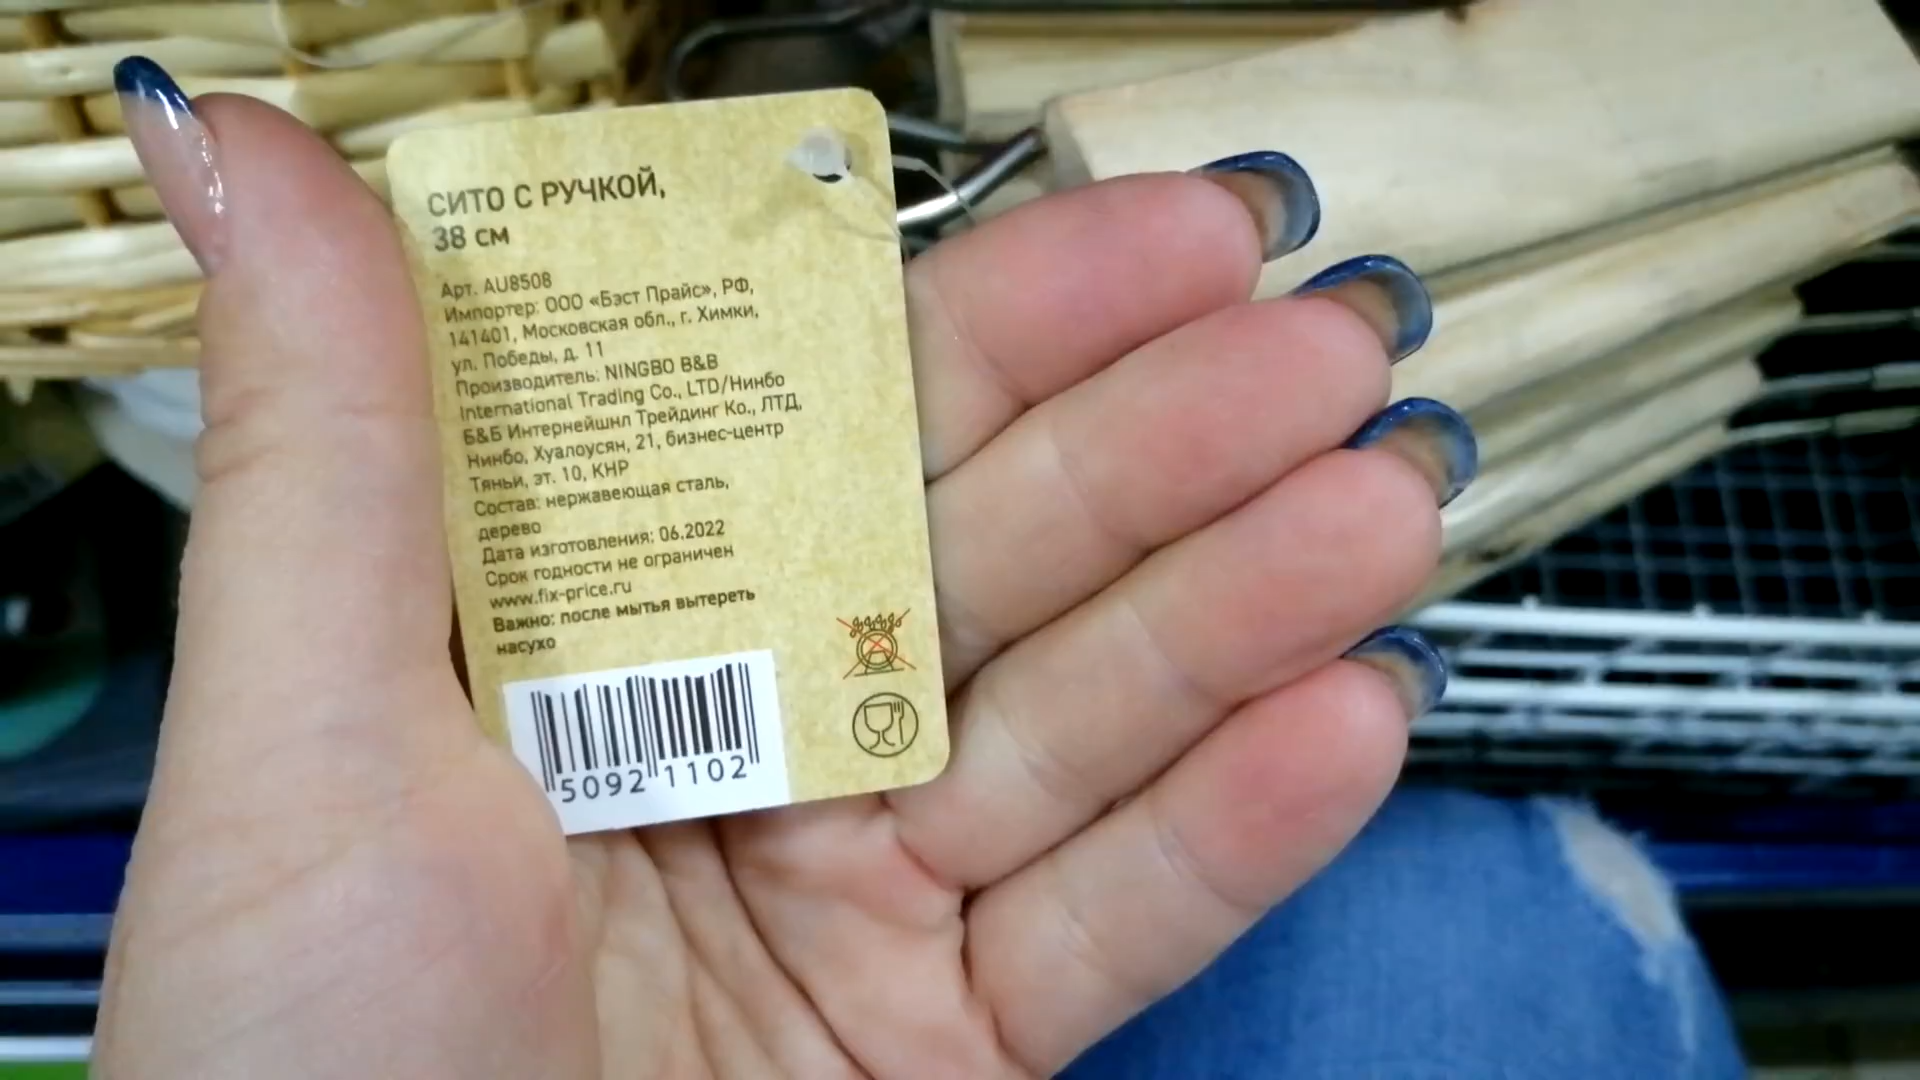 СИТО С РУЧКОЙ,
38 см
Арт. AU8508
Импортер: ООО «Бэст Прайс», РФ,
141401, Московская обл., г. Химки,
ул. Победы, д. 11
Производитель: NINGBO B&B
International Trading Co., LTD/Нинбо
Б&Б Интернейшнл Трейдинг Ко., ЛТД,
Нинбо, Хуалоусян, 21, бизнес-центр
Тяньи, эт. 10, КНР
Состав: нержавеющая сталь,
дерево
Дата изготовления: 06.2022
Срок годности не ограничен
www.fix-price.ru
Важно: после мытья вытереть
насухо
5092 1102